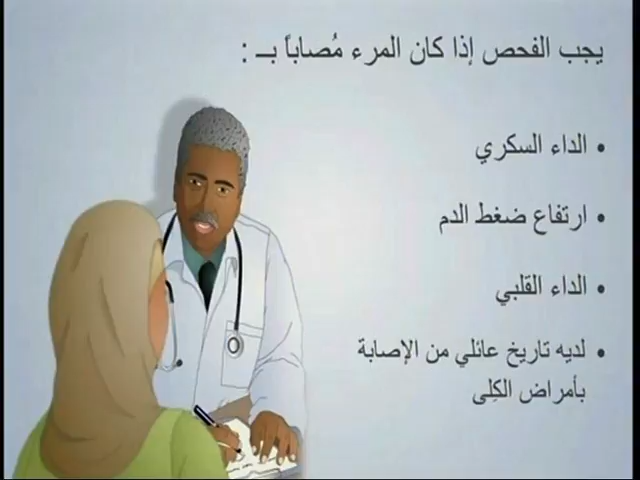 يجب الفحص إذا كان المرء مُصاباً بــ :
• الداء السكري
• ارتفاع ضغط الدم
• الداء القلبي
• لديه تاريخ عائلي من الإصابة
بأمراض الكِلى